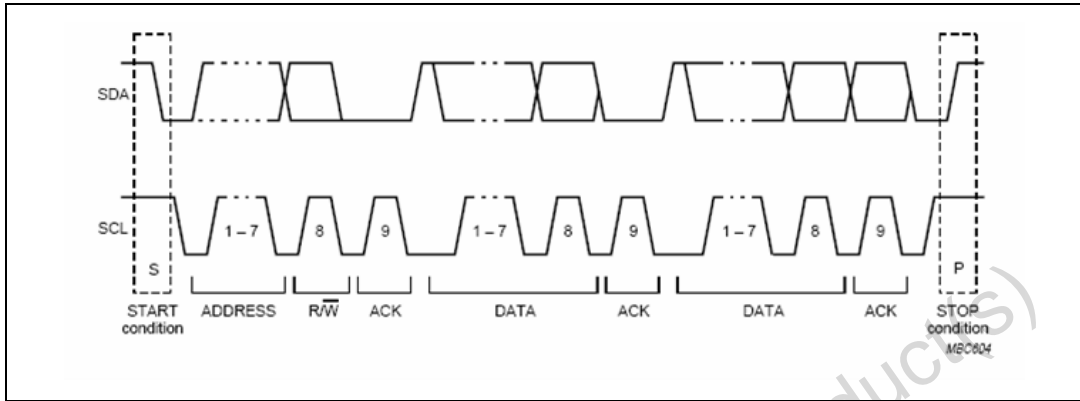 SDA
SCL
1 – 7 8 9 1 – 7 8 9 1 – 7 8 9
S P
START condition ADDRESS R/W̅ ACK DATA ACK DATA ACK STOP condition
MBC604
duct(s)